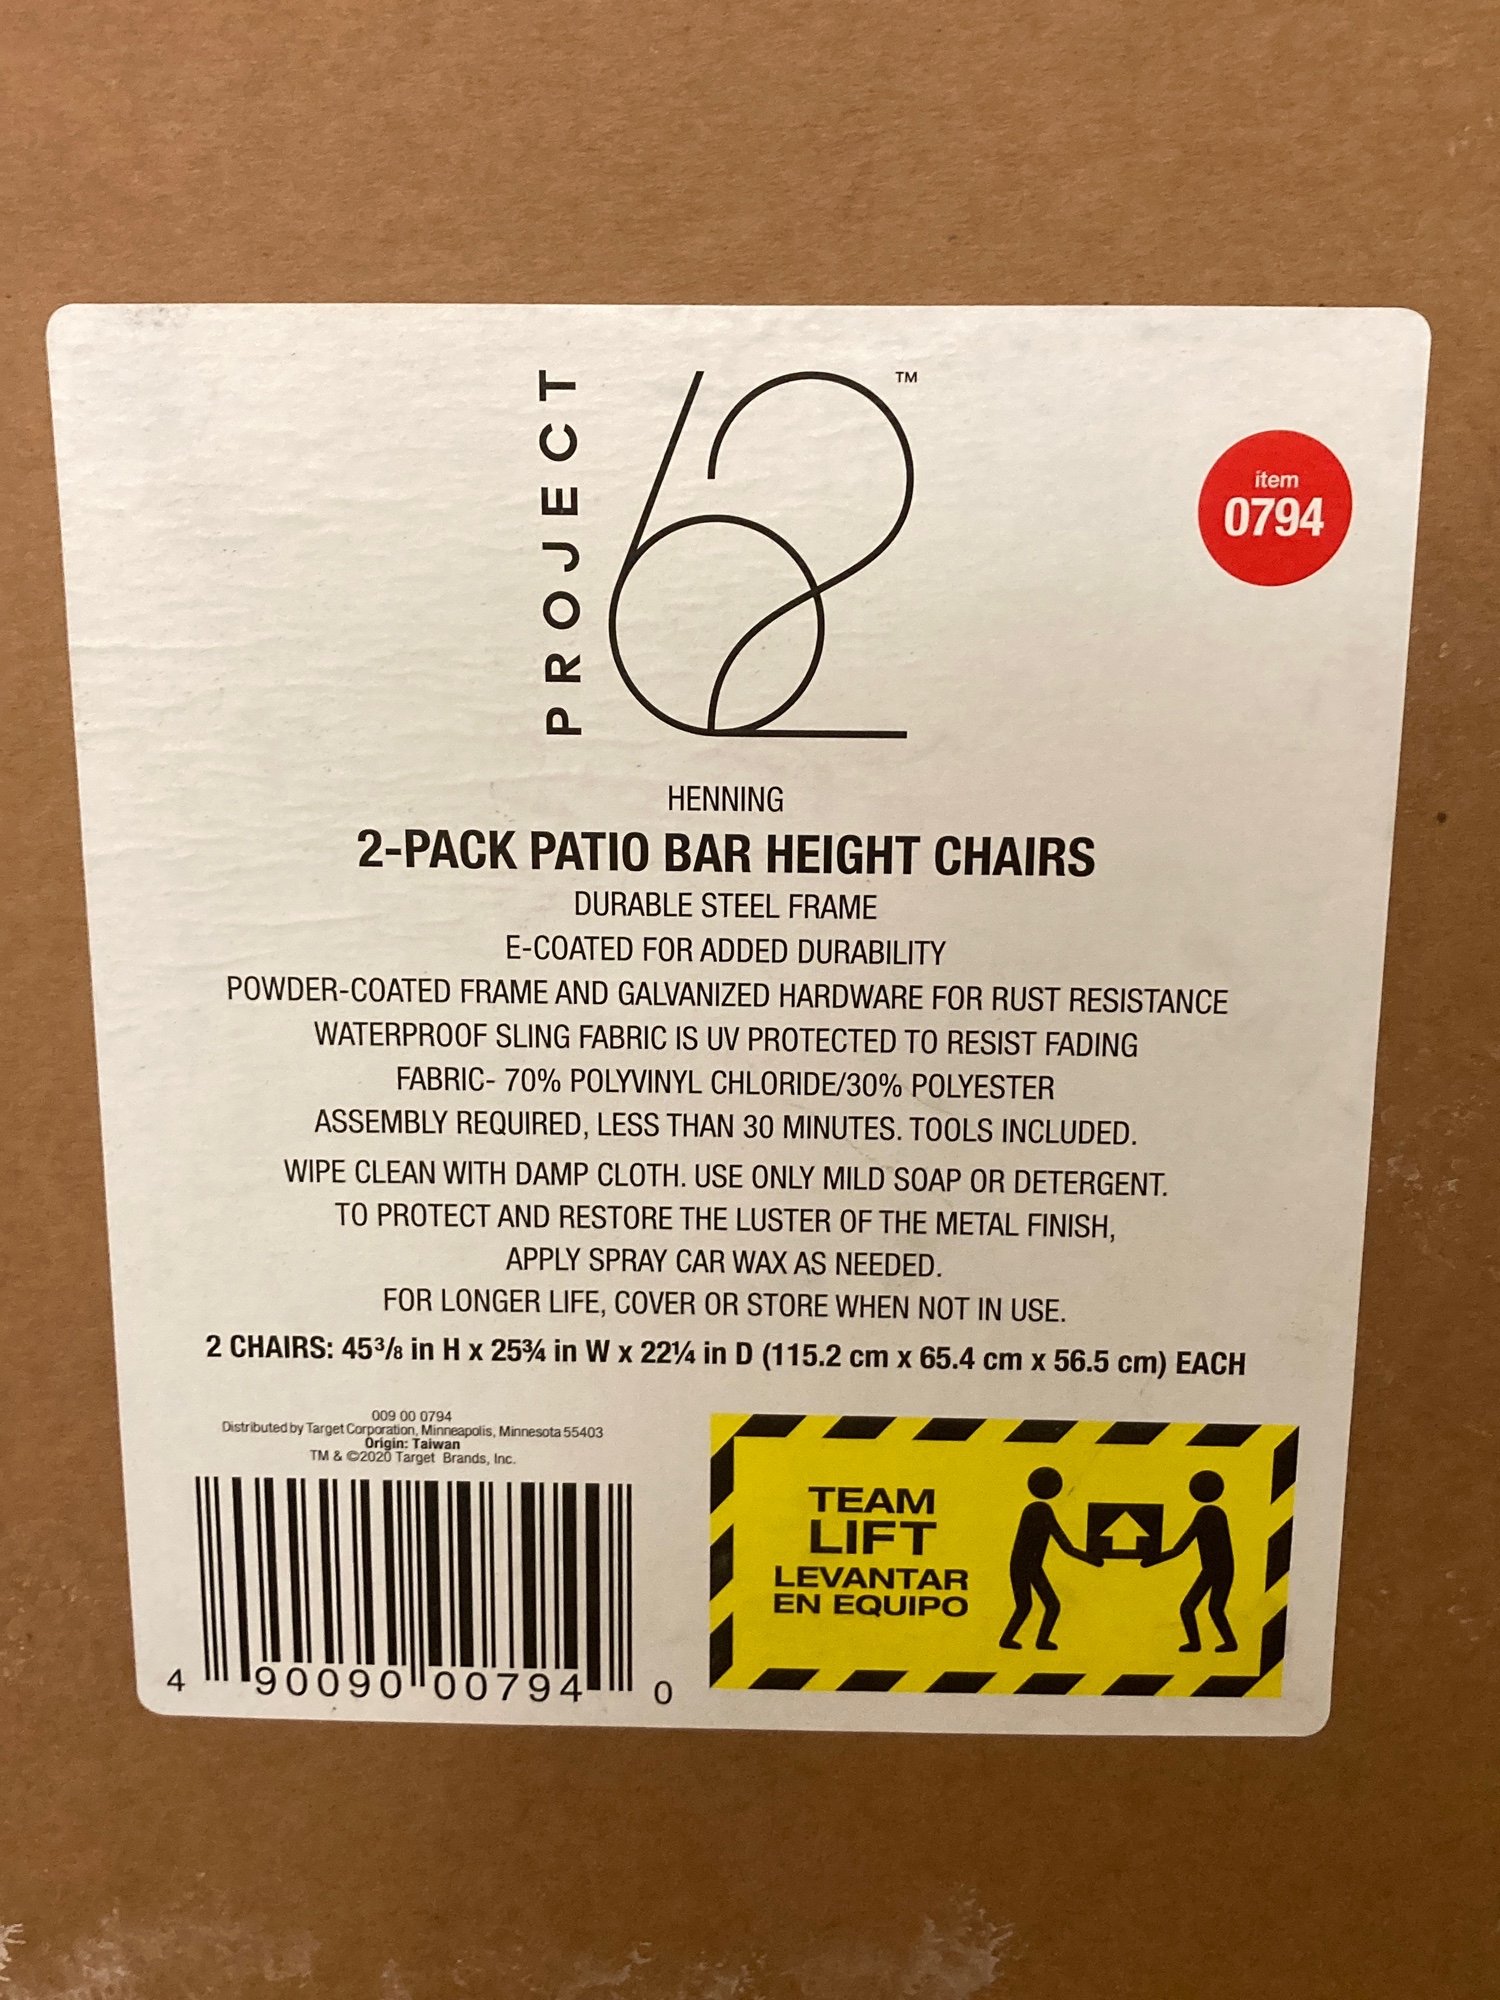 PROJECT
62 TM
item
0794
HENNING
2-PACK PATIO BAR HEIGHT CHAIRS
DURABLE STEEL FRAME
E-COATED FOR ADDED DURABILITY
POWDER-COATED FRAME AND GALVANIZED HARDWARE FOR RUST RESISTANCE
WATERPROOF SLING FABRIC IS UV PROTECTED TO RESIST FADING
FABRIC- 70% POLYVINYL CHLORIDE/30% POLYESTER
ASSEMBLY REQUIRED, LESS THAN 30 MINUTES. TOOLS INCLUDED.
WIPE CLEAN WITH DAMP CLOTH. USE ONLY MILD SOAP OR DETERGENT.
TO PROTECT AND RESTORE THE LUSTER OF THE METAL FINISH,
APPLY SPRAY CAR WAX AS NEEDED.
FOR LONGER LIFE, COVER OR STORE WHEN NOT IN USE.
2 CHAIRS: 45³/₈ in H x 25¾ in W x 22¼ in D (115.2 cm x 65.4 cm x 56.5 cm) EACH
009 00 0794
Distributed by Target Corporation, Minneapolis, Minnesota 55403
Origin: Taiwan
TM & ©2020 Target Brands, Inc.
4 90090 00794 0
TEAM
LIFT
LEVANTAR
EN EQUIPO